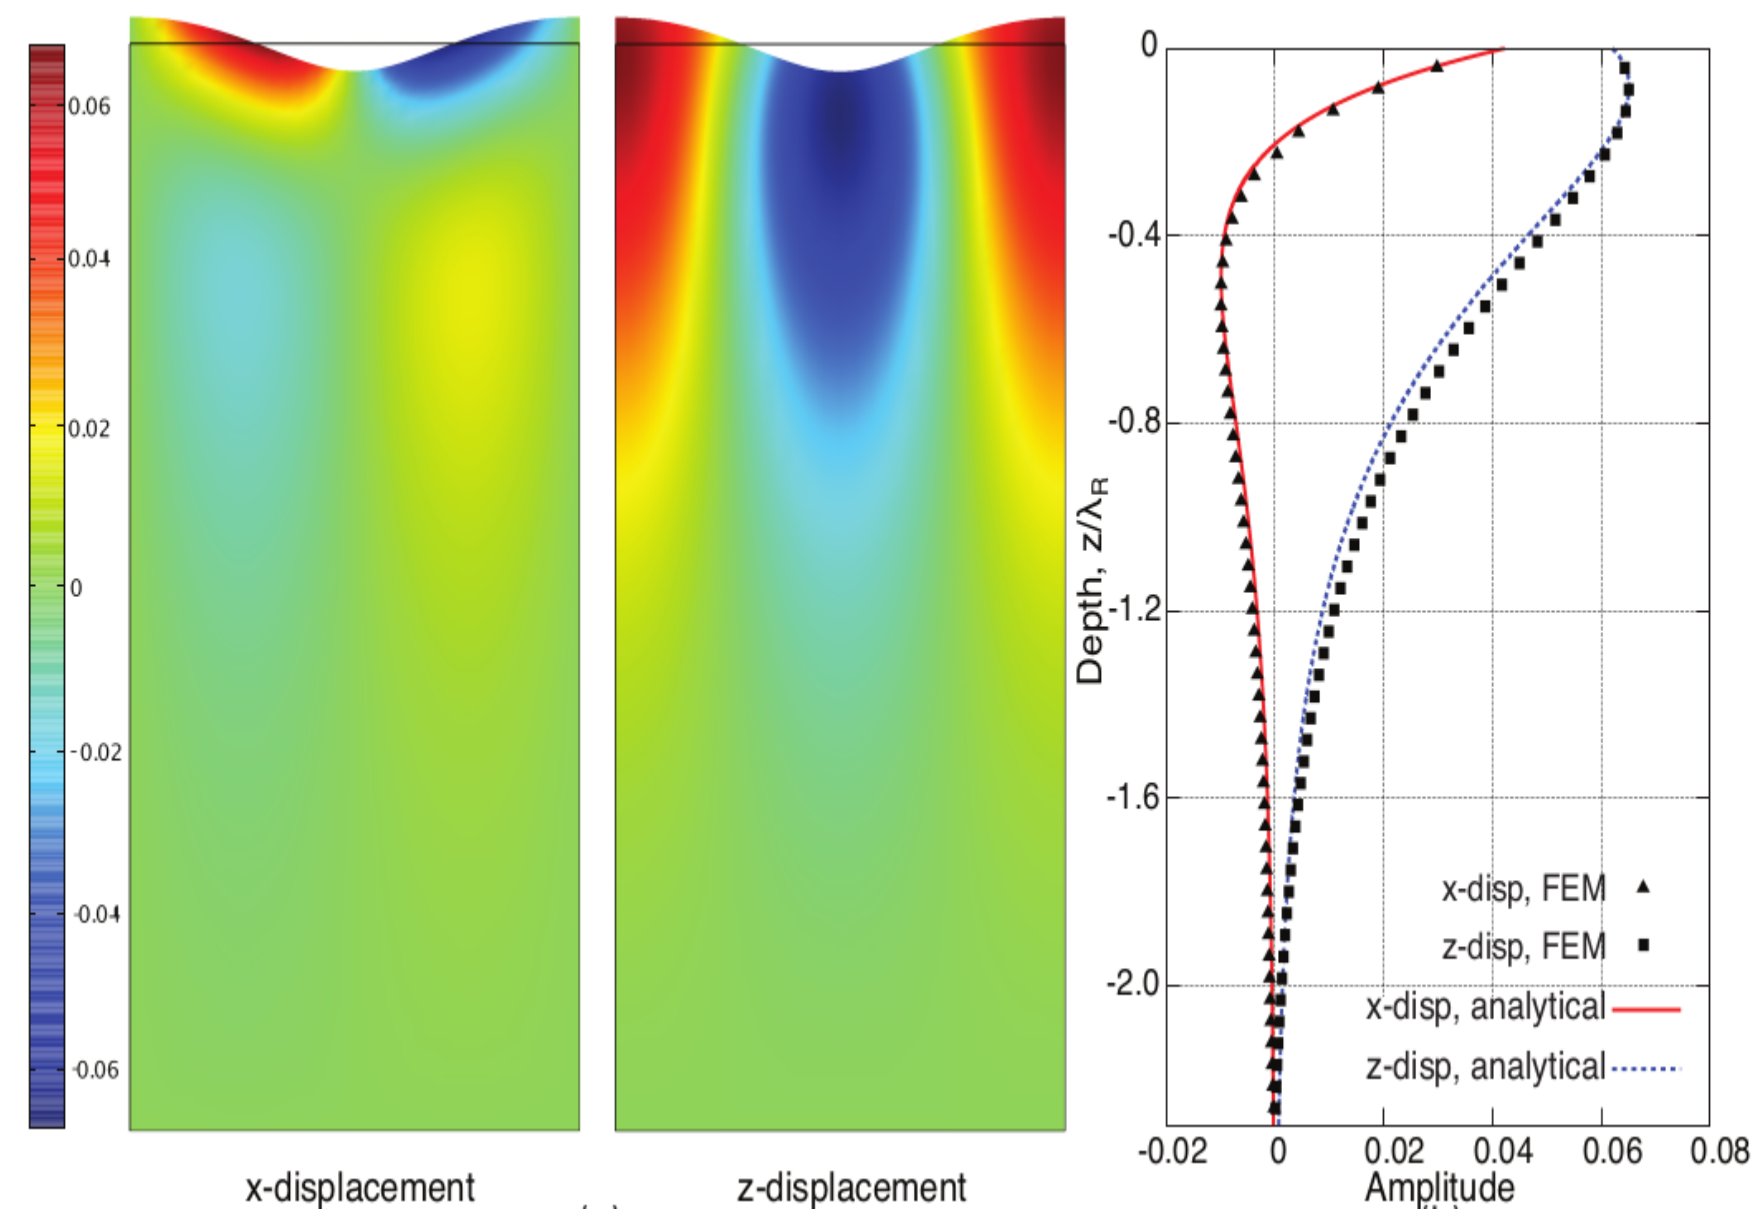 0.06
0.04
0.02
0
-0.02
-0.04
-0.06
x-displacement
z-displacement
Depth, z/λR
0
-0.4
-0.8
-1.2
-1.6
-2.0
x-disp, FEM
z-disp, FEM
x-disp, analytical
z-disp, analytical
-0.02 0 0.02 0.04 0.06 0.08
Amplitude